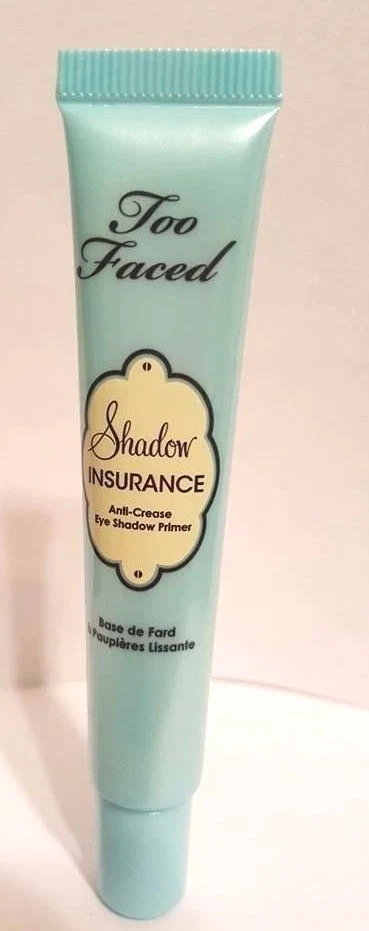 Too
Faced
Shadow
INSURANCE
Anti-Crease
Eye Shadow Primer
Base de Fard
à Paupières Lissante